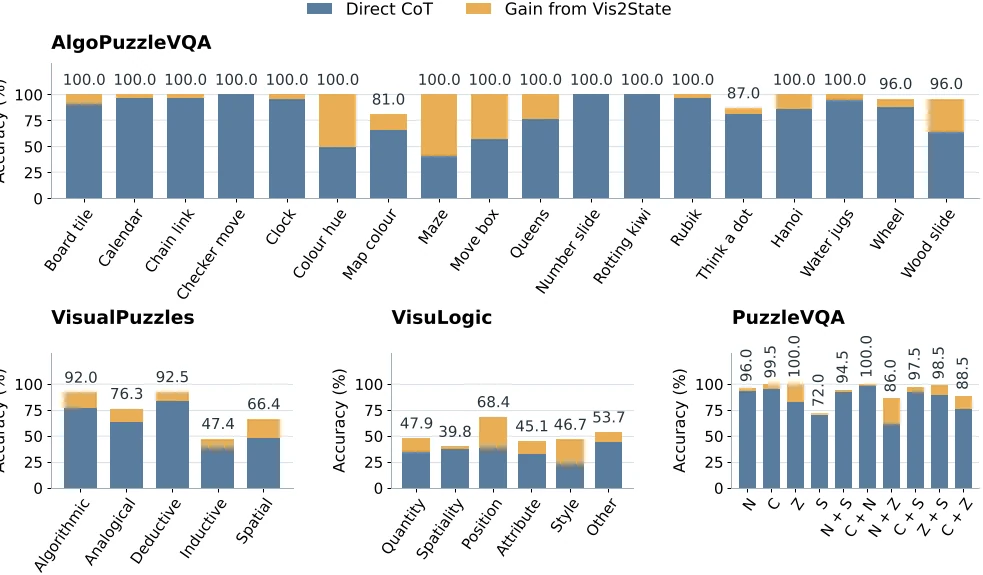 Direct CoT Gain from Vis2State
AlgoPuzzleVQA
Accuracy (%)
100.0 100.0 100.0 100.0 100.0 100.0 81.0 100.0 100.0 100.0 100.0 100.0 100.0 87.0 100.0 100.0 96.0 96.0
100
75
50
25
0
Board tile Calendar Chain link Checker move Clock Colour hue Map colour Maze Move box Queens Number slide Rotting kiwi Rubik Think a dot Hanoi Water jugs Wheel Wood slide
VisualPuzzles
Accuracy (%)
92.0 76.3 92.5 47.4 66.4
100
75
50
25
0
Algorithmic Analogical Deductive Inductive Spatial
VisuLogic
Accuracy (%)
47.9 39.8 68.4 45.1 46.7 53.7
100
75
50
25
0
Quantity Spatiality Position Attribute Style Other
PuzzleVQA
Accuracy (%)
96.0 99.5 100.0 72.0 94.5 100.0 86.0 97.5 98.5 88.5
100
75
50
25
0
N C Z S N + S C + N N + Z C + S Z + S C + Z